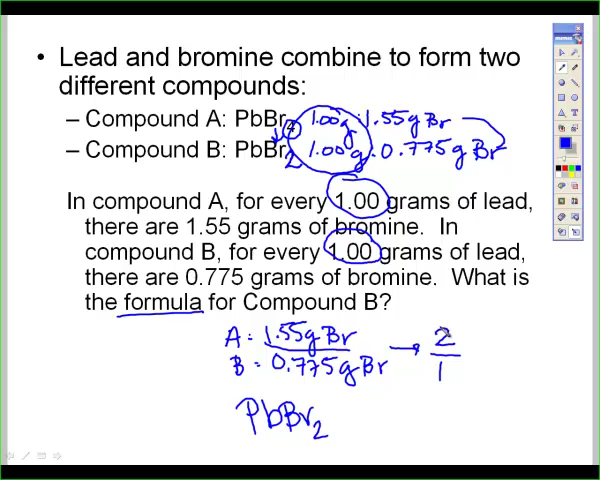 • Lead and bromine combine to form two
different compounds:
– Compound A: PbBr4 1.00g : 1.55g Br
– Compound B: PbBr2 1.00g : 0.775g Br
In compound A, for every 1.00 grams of lead,
there are 1.55 grams of bromine. In
compound B, for every 1.00 grams of lead,
there are 0.775 grams of bromine. What is
the formula for Compound B?
A = 1.55g Br → 2
B = 0.775g Br 1
PbBr2